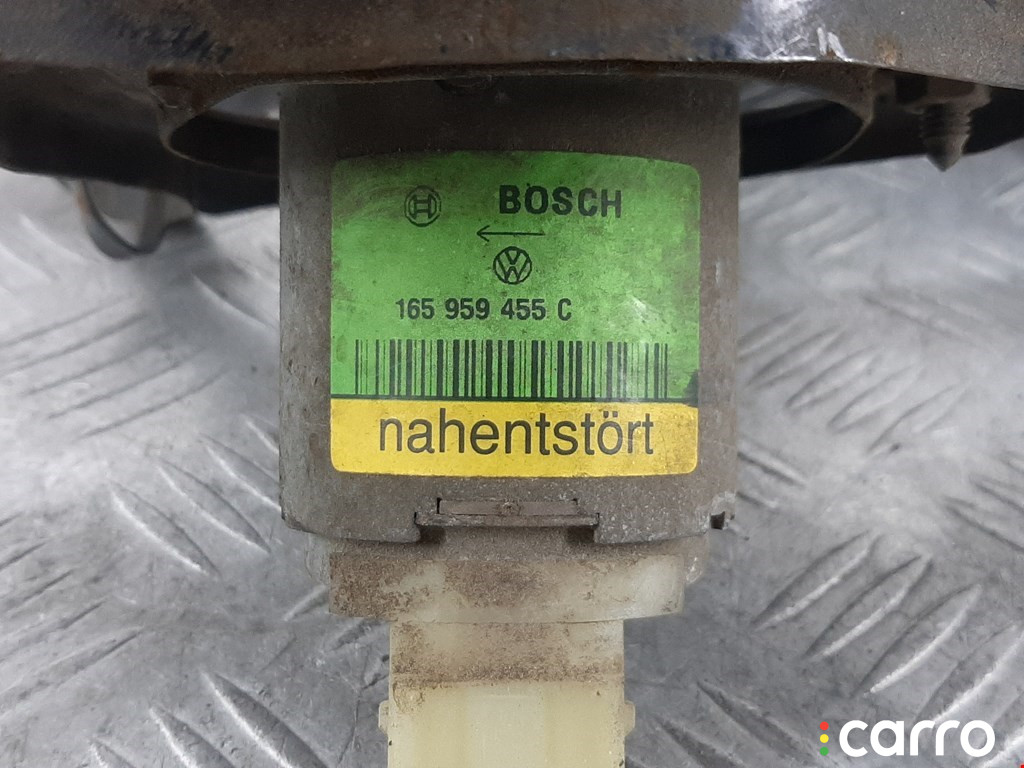 BOSCH
165 959 455 C
nahentstört
carro